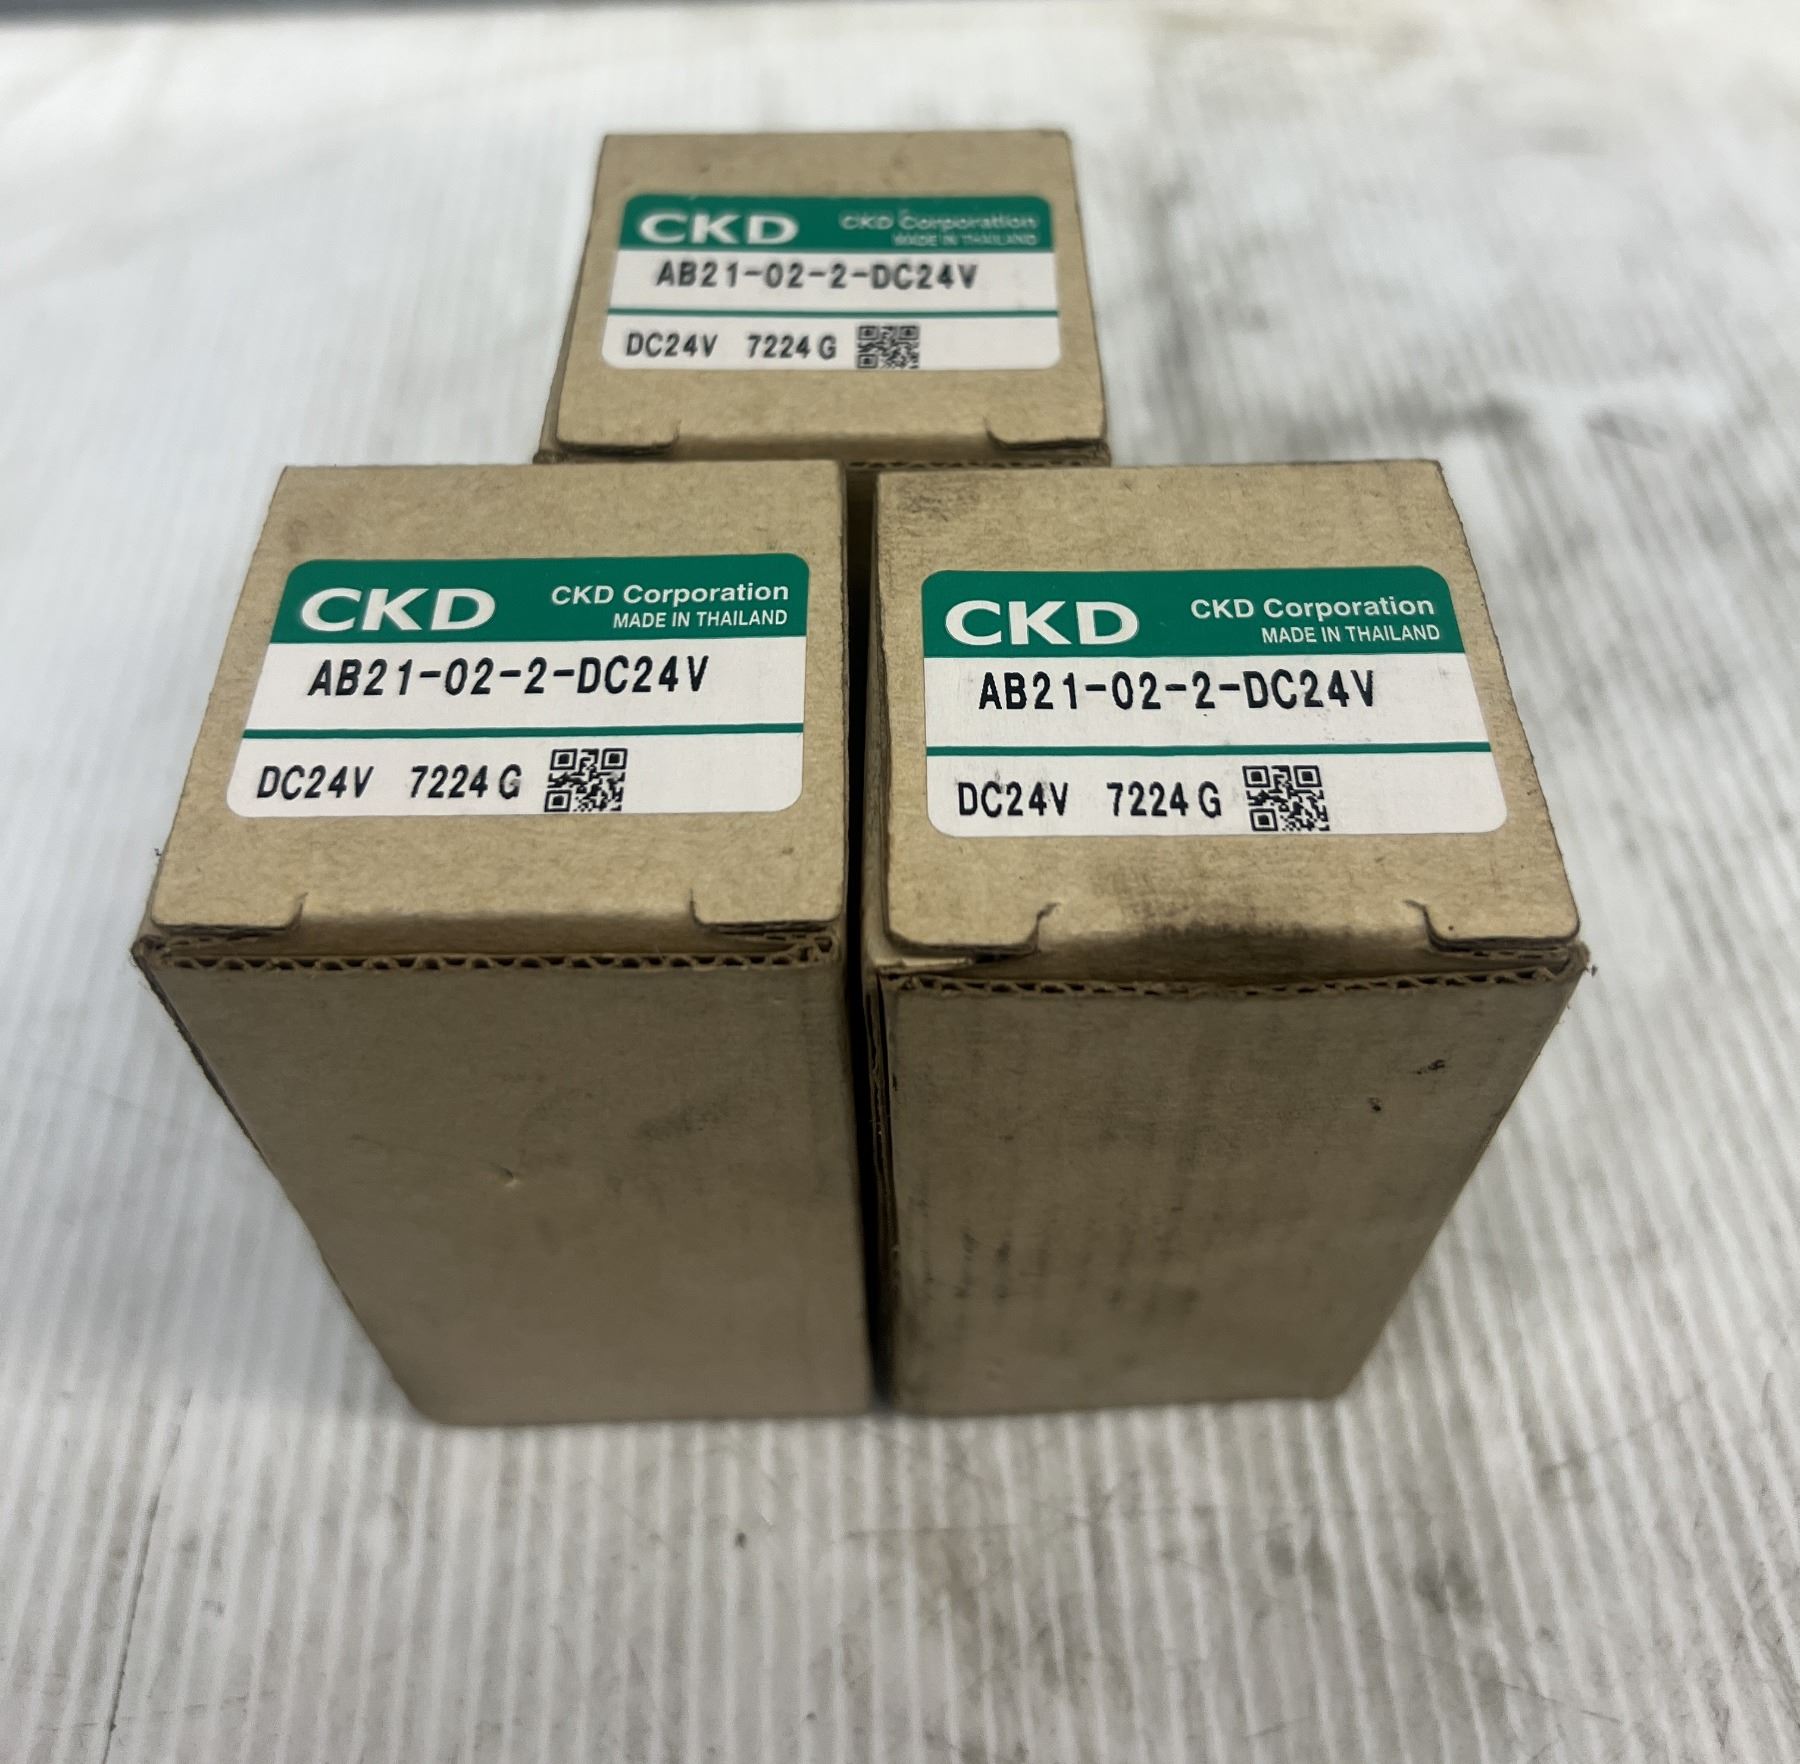 CKD CKD Corporation
MADE IN THAILAND
AB21-02-2-DC24V
DC24V 7224 G
CKD CKD Corporation
MADE IN THAILAND
AB21-02-2-DC24V
DC24V 7224 G
CKD CKD Corporation
MADE IN THAILAND
AB21-02-2-DC24V
DC24V 7224 G